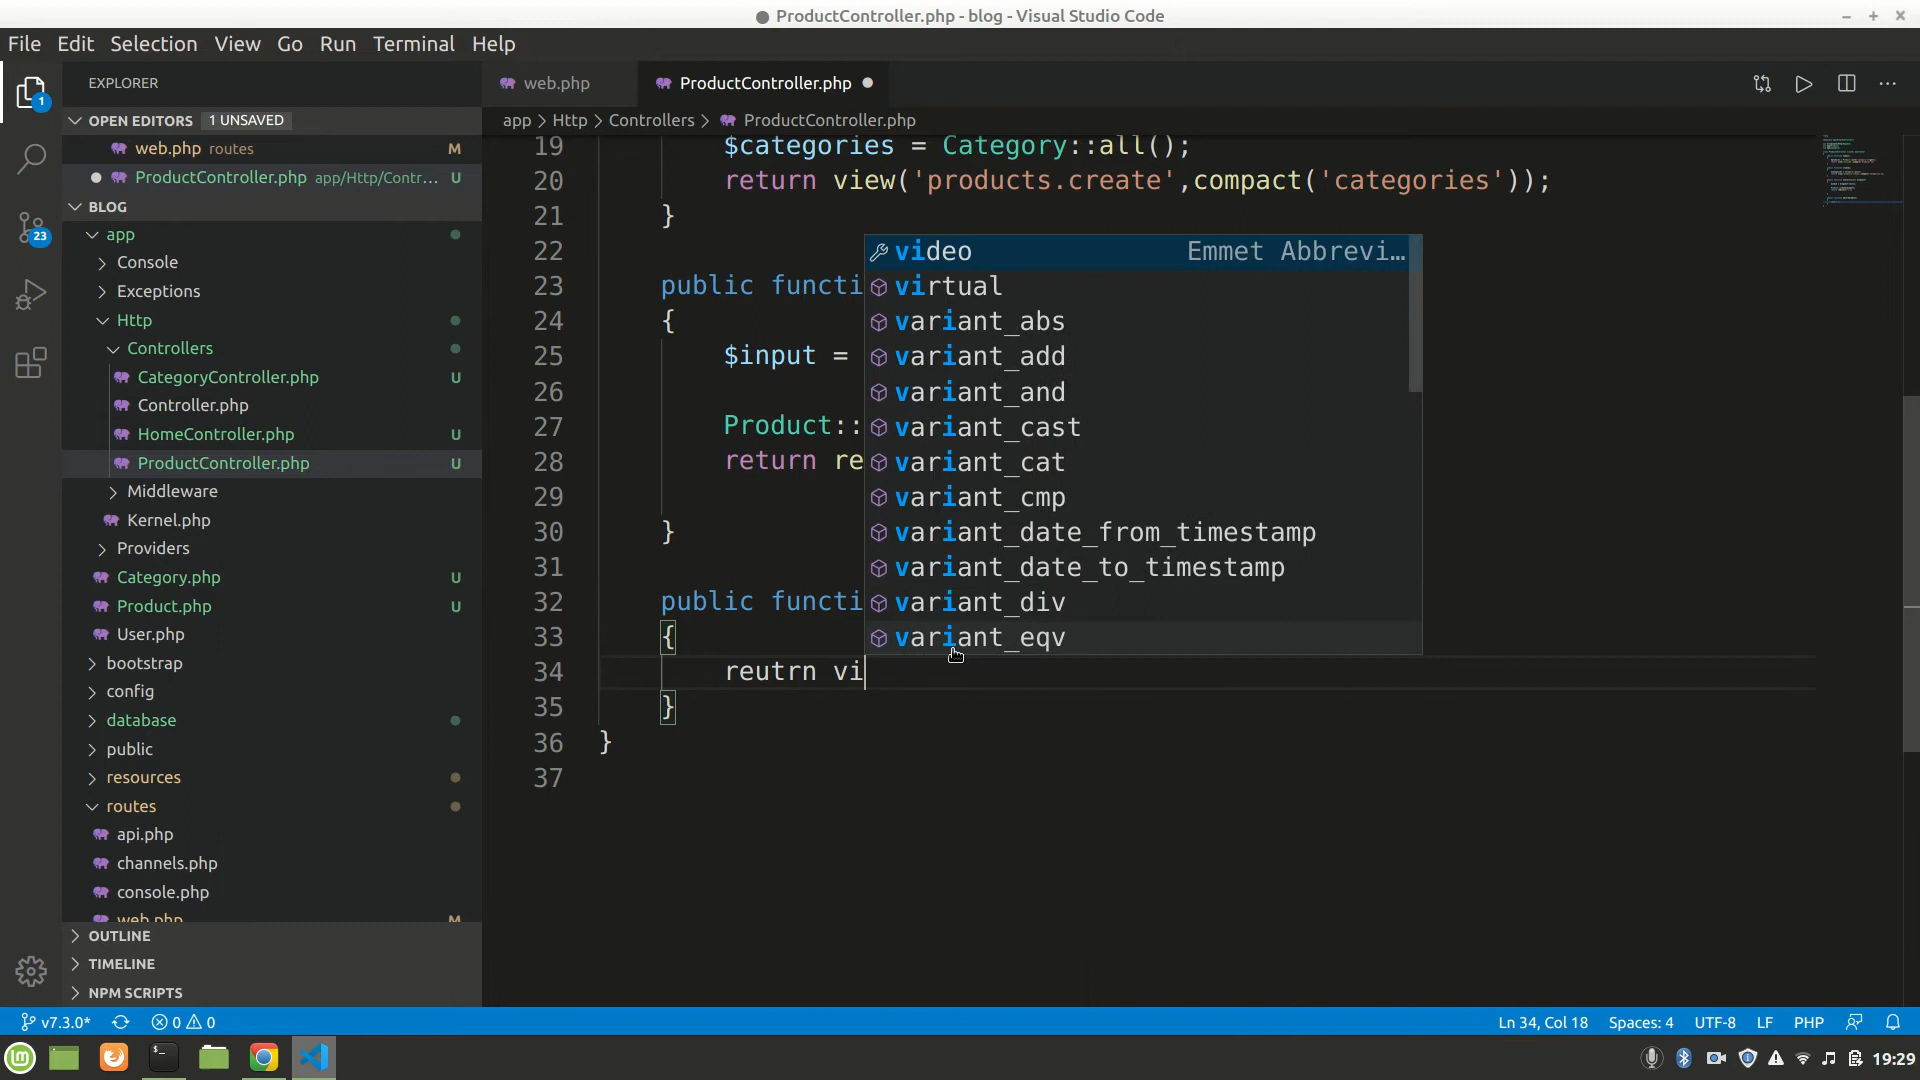 ProductController.php - blog - Visual Studio Code
File Edit Selection View Go Run Terminal Help
EXPLORER
web.php
ProductController.php
1
OPEN EDITORS 1 UNSAVED
web.php routes M
ProductController.php app/Http/Contr... U
app > Http > Controllers > ProductController.php
BLOG
23
app
Console
Exceptions
Http
Controllers
CategoryController.php U
Controller.php
HomeController.php U
ProductController.php U
Middleware
Kernel.php
Providers
Category.php U
Product.php U
User.php
bootstrap
config
database
public
resources
routes
api.php
channels.php
console.php
web.php M
OUTLINE
TIMELINE
NPM SCRIPTS
19 $categories = Category::all();
20 return view('products.create',compact('categories'));
21 }
22
23 public functi
24 {
25 $input =
26
27 Product::
28 return re
29
30 }
31
32 public functi
33 {
34 reutrn vi
35 }
36 }
37
video Emmet Abbrevi...
virtual
variant_abs
variant_add
variant_and
variant_cast
variant_cat
variant_cmp
variant_date_from_timestamp
variant_date_to_timestamp
variant_div
variant_eqv
v7.3.0* 0 0 Ln 34, Col 18 Spaces: 4 UTF-8 LF PHP
19:29